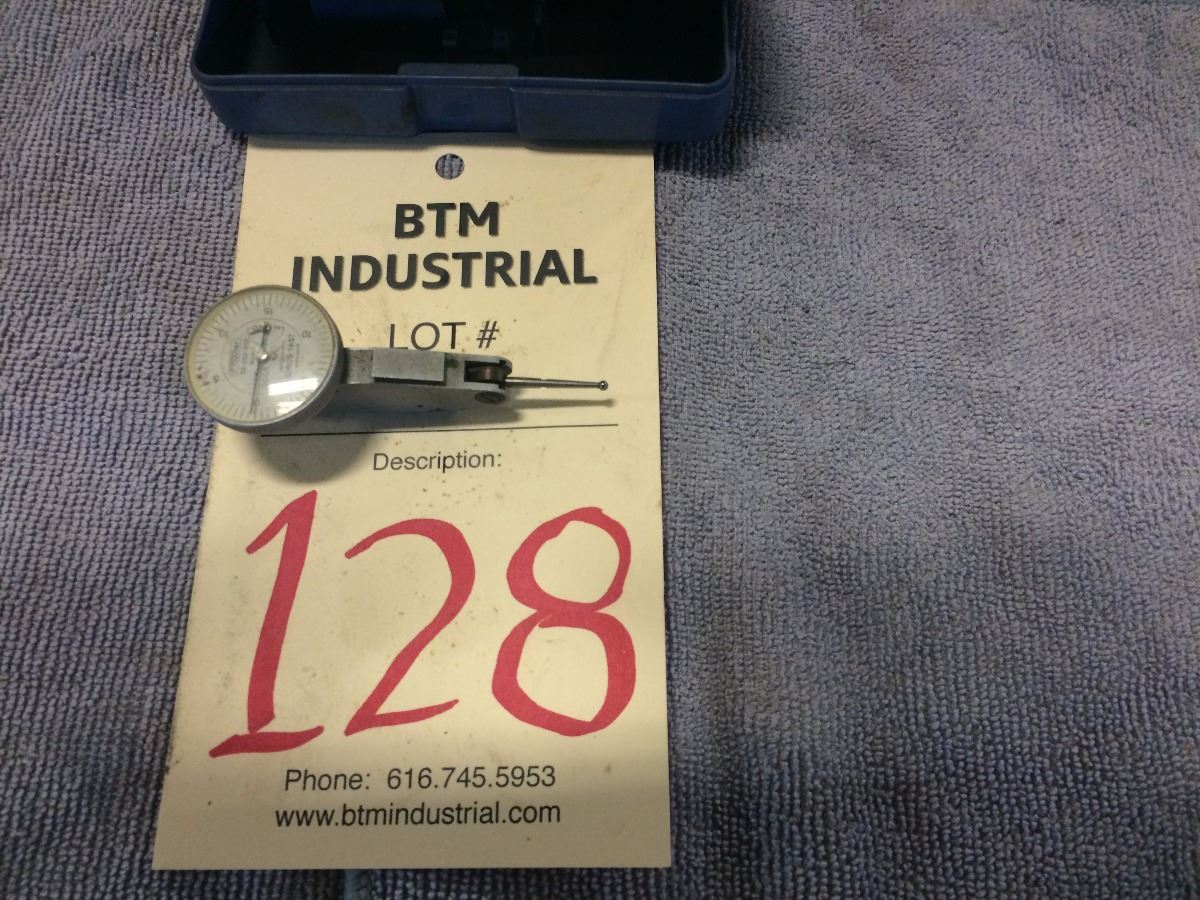 BTM
INDUSTRIAL
LOT #
Description:
128
Phone: 616.745.5953
www.btmindustrial.com